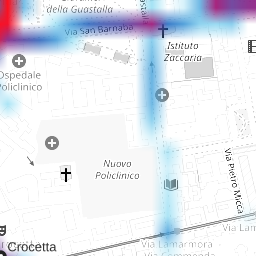 della Guastalla
Via San Barnaba
Istituto
Zaccaria
Ospedale
Policlinico
Nuovo
Policlinico
Via Pietro Micca
Crocetta
Via Lamarmora
Via Commenda
Via Lam